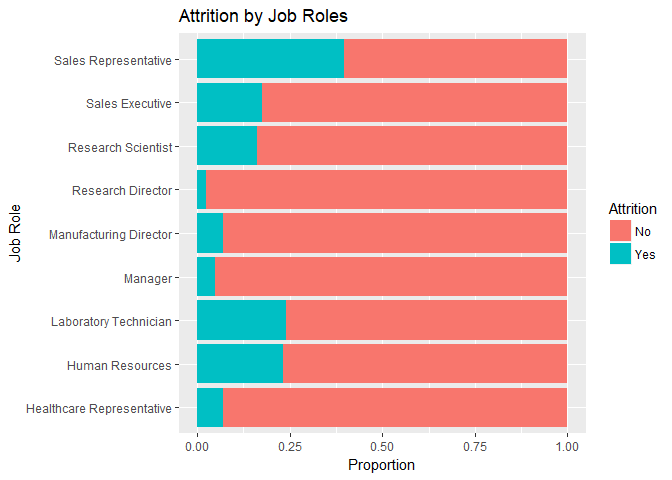 Attrition by Job Roles
Sales Representative
Sales Executive
Research Scientist
Research Director
Manufacturing Director
Manager
Laboratory Technician
Human Resources
Healthcare Representative
Job Role
0.00 0.25 0.50 0.75 1.00
Proportion
Attrition
No
Yes